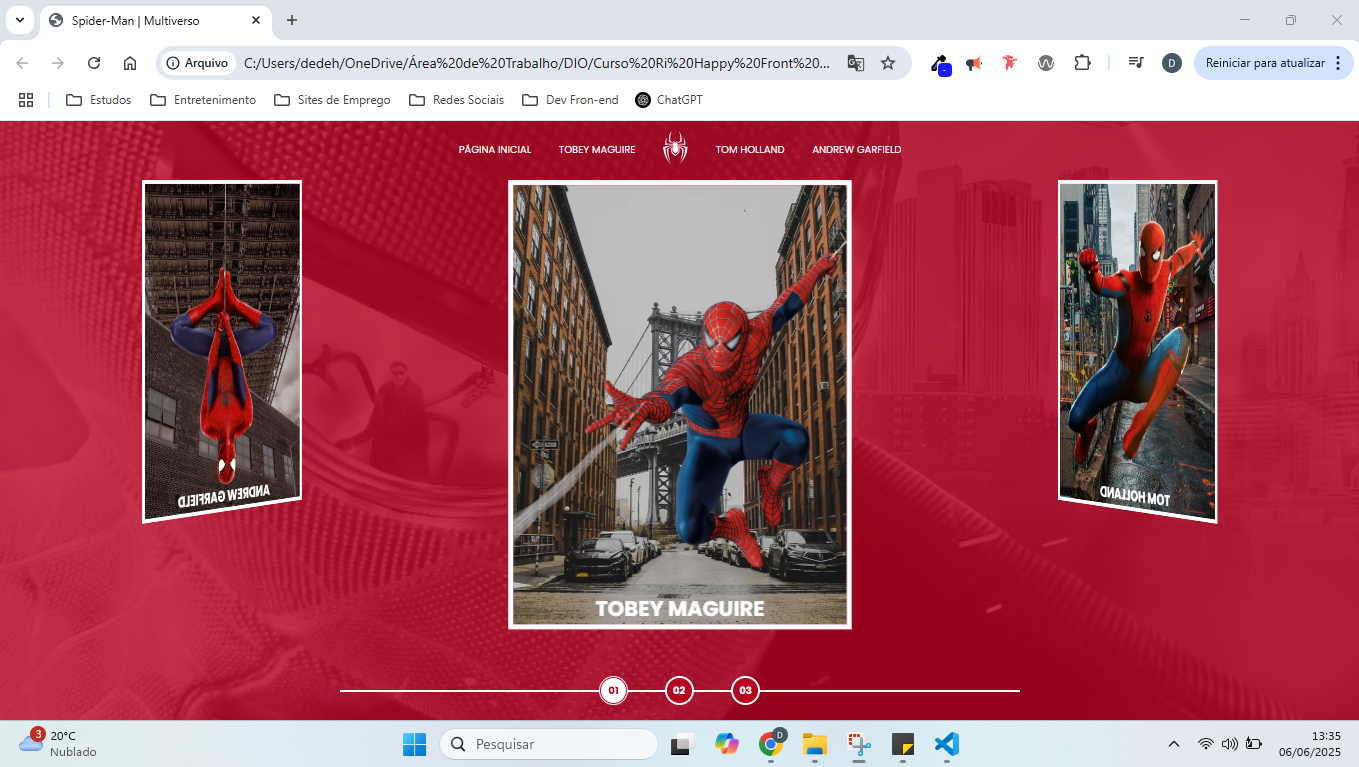 Spider-Man | Multiverso
Arquivo
C:/Users/dedeh/OneDrive/Área%20de%20Trabalho/DIO/Curso%20Ri%20Happy%20Front%20...
D
Reiniciar para atualizar
Estudos
Entretenimento
Sites de Emprego
Redes Sociais
Dev Fron-end
ChatGPT
PÁGINA INICIAL
TOBEY MAGUIRE
TOM HOLLAND
ANDREW GARFIELD
ANDREW GARFIELD
TOBEY MAGUIRE
TOM HOLLAND
01
02
03
3
20°C
Nublado
Pesquisar
D
13:35
06/06/2025